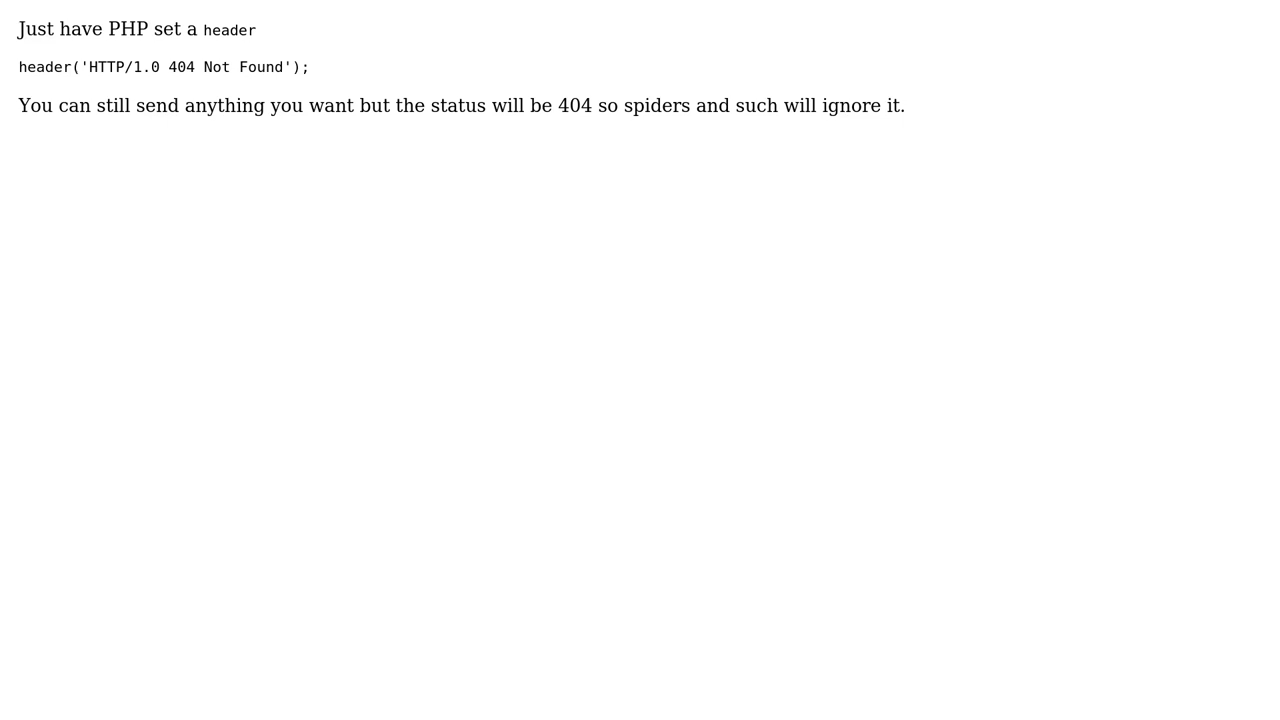 Just have PHP set a header
header('HTTP/1.0 404 Not Found');
You can still send anything you want but the status will be 404 so spiders and such will ignore it.